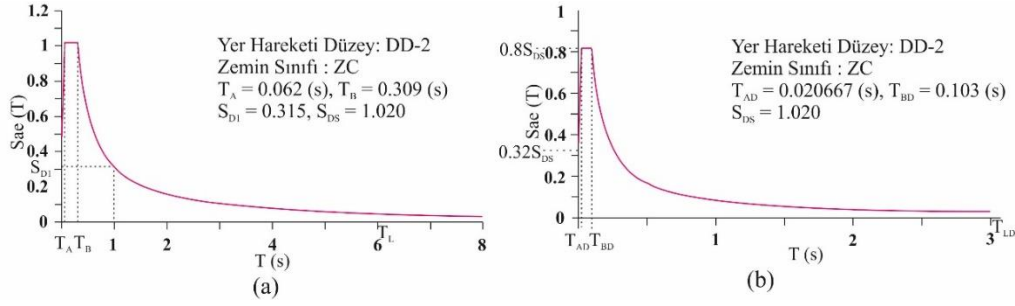 1.2
1
0.8
0.6
0.4
S_D1
0.2
0
Sae (T)
Yer Hareketi Düzey: DD-2
Zemin Sınıfı : ZC
T_A = 0.062 (s), T_B = 0.309 (s)
S_D1 = 0.315, S_DS = 1.020
T_A T_B 1 2 4 6 8
T_L
T (s)
(a)
1
0.8S_DS 0.8
0.6
0.4
0.32S_DS
0.2
0
Sae (T)
Yer Hareketi Düzey: DD-2
Zemin Sınıfı : ZC
T_AD = 0.020667 (s), T_BD = 0.103 (s)
S_DS = 1.020
T_AD T_BD 1 2 3 T_LD
T (s)
(b)